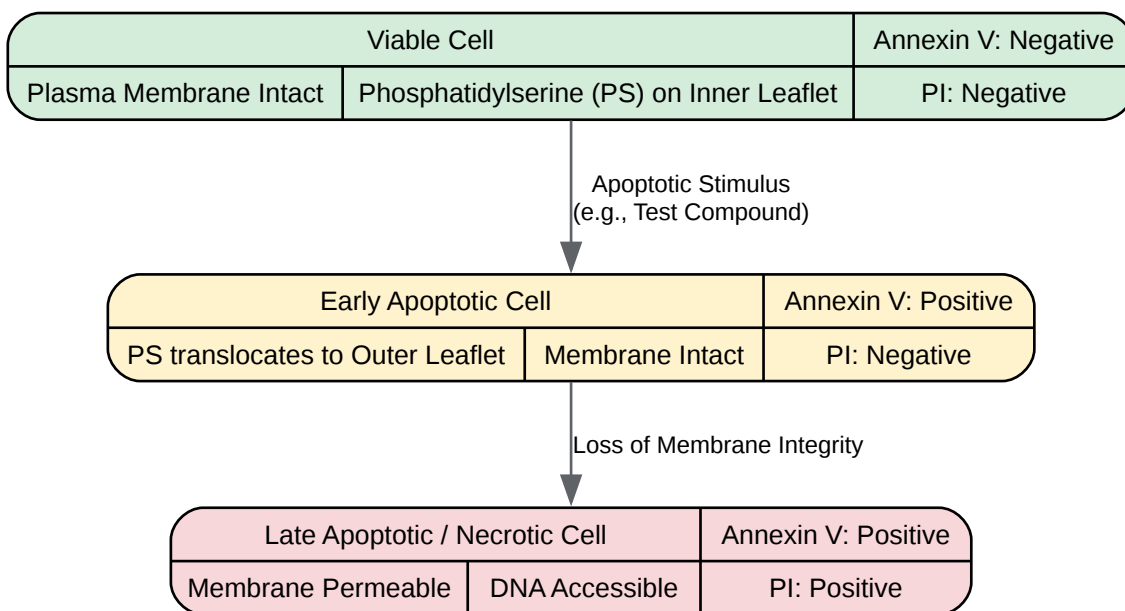 Viable Cell
Annexin V: Negative
Plasma Membrane Intact
Phosphatidylserine (PS) on Inner Leaflet
PI: Negative
Apoptotic Stimulus
(e.g., Test Compound)
Early Apoptotic Cell
Annexin V: Positive
PS translocates to Outer Leaflet
Membrane Intact
PI: Negative
Loss of Membrane Integrity
Late Apoptotic / Necrotic Cell
Annexin V: Positive
Membrane Permeable
DNA Accessible
PI: Positive